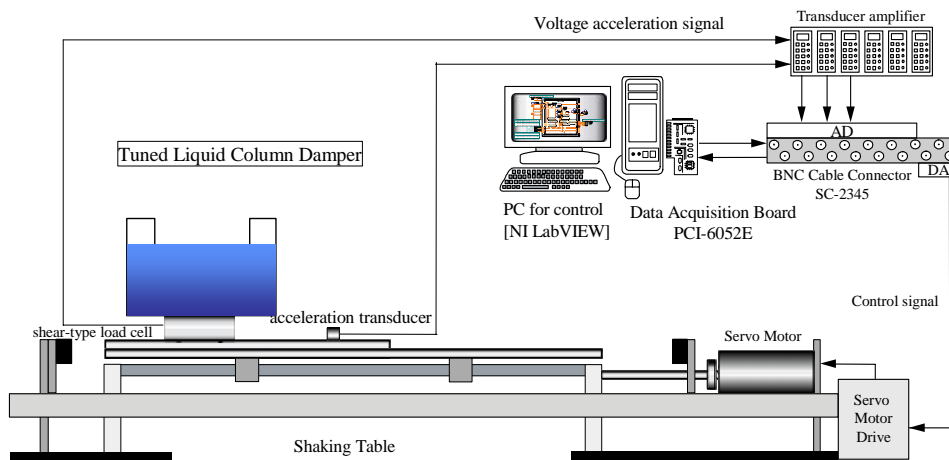 Voltage acceleration signal
Transducer amplifier
Tuned Liquid Column Damper
AD
DA
BNC Cable Connector
SC-2345
PC for control
[NI LabVIEW]
Data Acquisition Board
PCI-6052E
Control signal
acceleration transducer
shear-type load cell
Servo Motor
Servo
Motor
Drive
Shaking Table